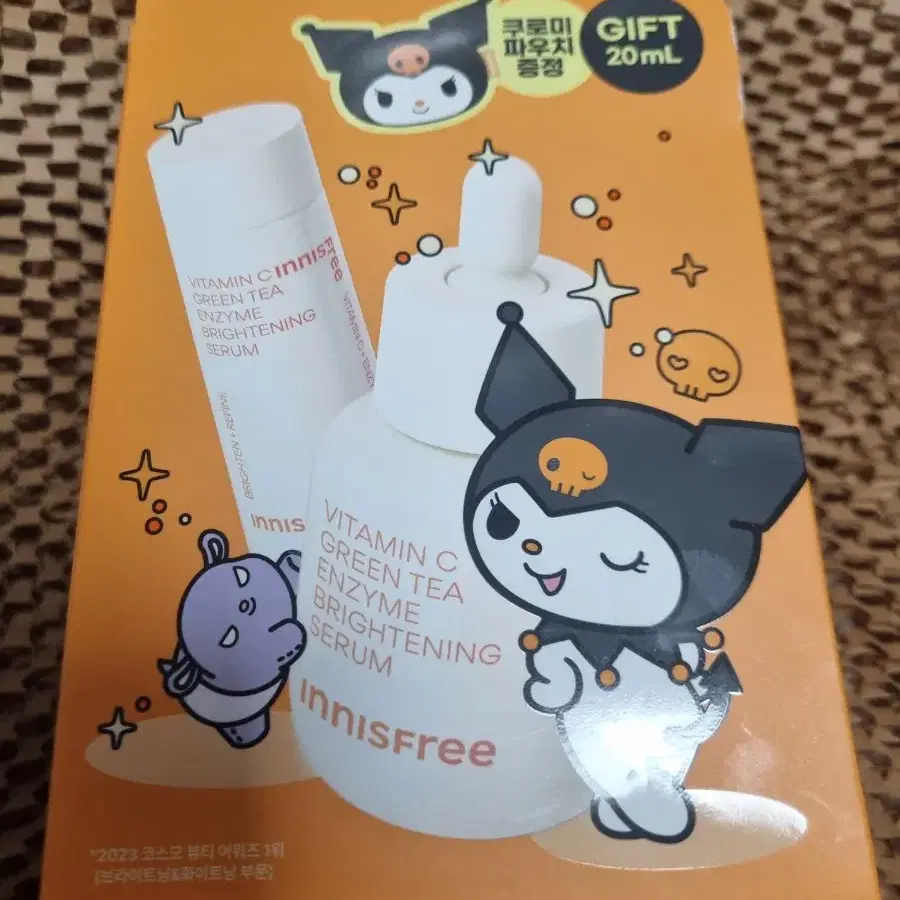 쿠로미
파우치
증정
GIFT
20mL
VITAMIN C
GREEN TEA
ENZYME
BRIGHTENING
SERUM
innisfree
BRIGHTEN + REFINE
VITAMIN C
GREEN TEA
ENZYME
BRIGHTENING
SERUM
innisfree
*2023 코스모 뷰티 어워즈 1위
(브라이트닝&화이트닝 부문)